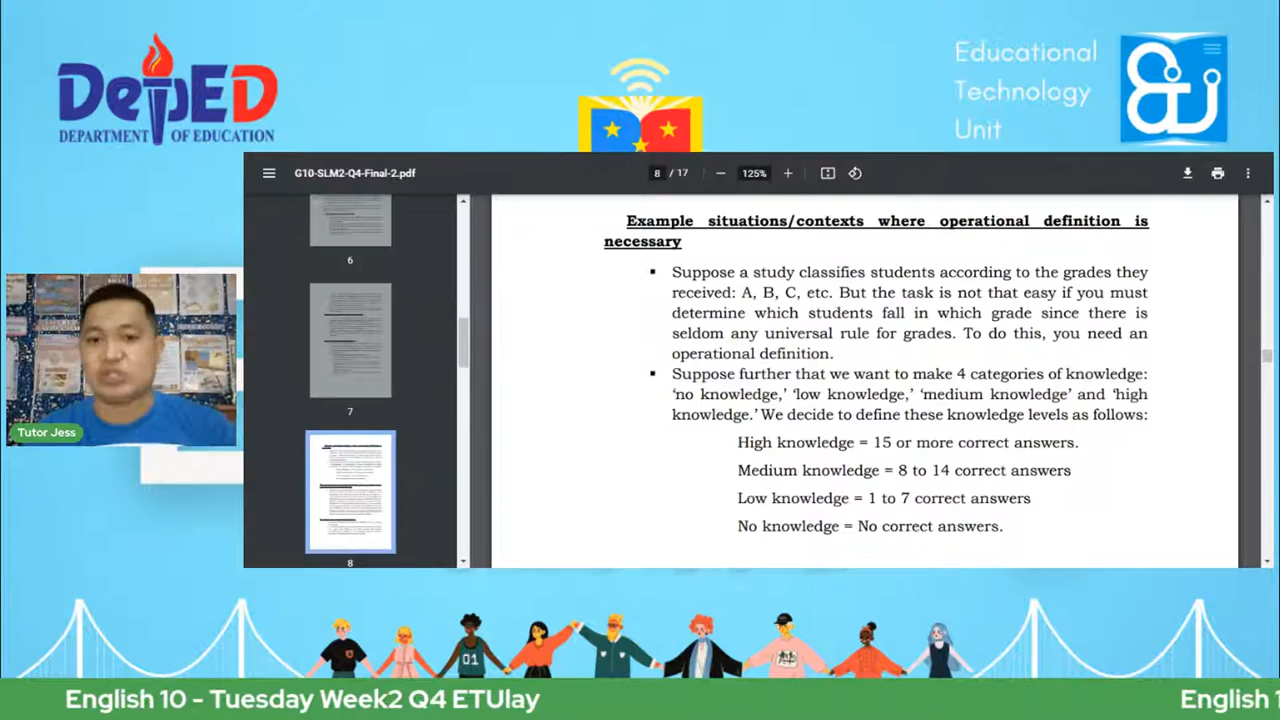 DepED
DEPARTMENT OF EDUCATION
Educational
Technology
Unit
G10-SLM2-Q4-Final-2.pdf
8 / 17
125%
6
7
8
Example situations/contexts where operational definition is
necessary
▪ Suppose a study classifies students according to the grades they
received: A, B, C, etc. But the task is not that easy if you must
determine which students fall in which grade since there is
seldom any universal rule for grades. To do this, you need an
operational definition.
▪ Suppose further that we want to make 4 categories of knowledge:
‘no knowledge,’ ‘low knowledge,’ ‘medium knowledge’ and ‘high
knowledge.’ We decide to define these knowledge levels as follows:
High knowledge = 15 or more correct answers.
Medium knowledge = 8 to 14 correct answers
Low knowledge = 1 to 7 correct answers
No knowledge = No correct answers.
Tutor Jess
01
English 10 - Tuesday Week2 Q4 ETUlay
English 1